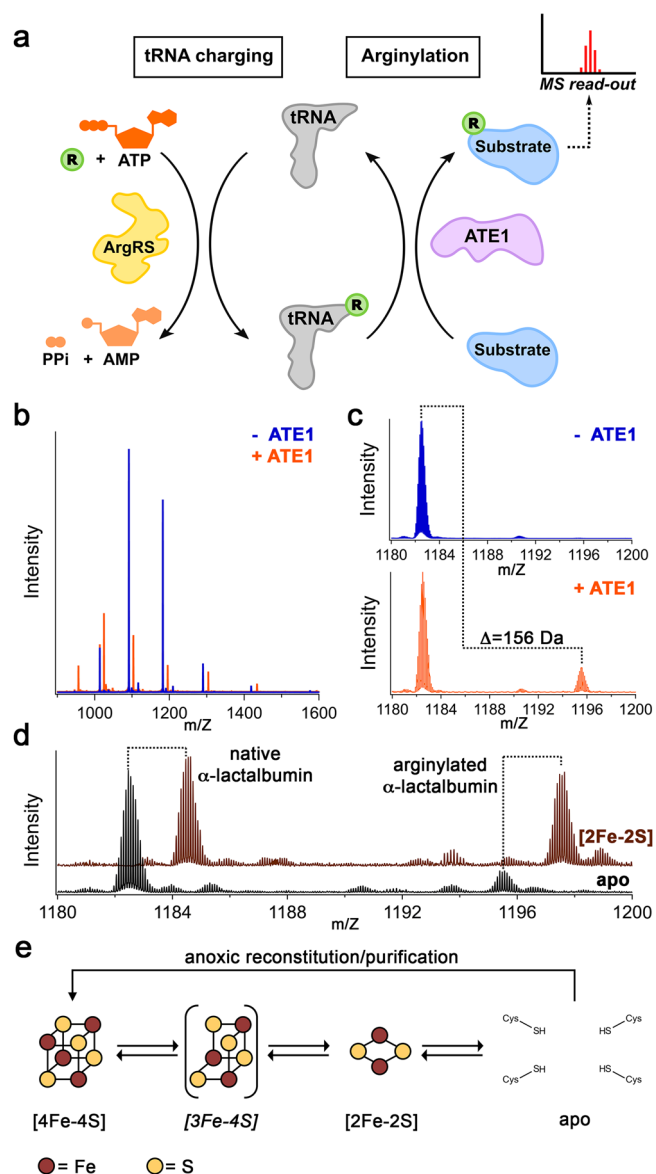 a
tRNA charging
Arginylation
MS read-out
R + ATP
tRNA
R
Substrate
ArgRS
ATE1
PPi + AMP
tRNA
R
Substrate
b
- ATE1
+ ATE1
Intensity
1000 1200 1400 1600
m/Z
c
- ATE1
Intensity
1180 1184 1188 1192 1196 1200
m/Z
+ ATE1
Δ=156 Da
Intensity
1180 1184 1188 1192 1196 1200
m/Z
d
native
α-lactalbumin
arginylated
α-lactalbumin
[2Fe-2S]
apo
Intensity
1180 1184 1188 1192 1196 1200
m/Z
e
anoxic reconstitution/purification
Cys SH HS Cys
Cys SH HS Cys
[4Fe-4S] [3Fe-4S] [2Fe-2S] apo
= Fe = S